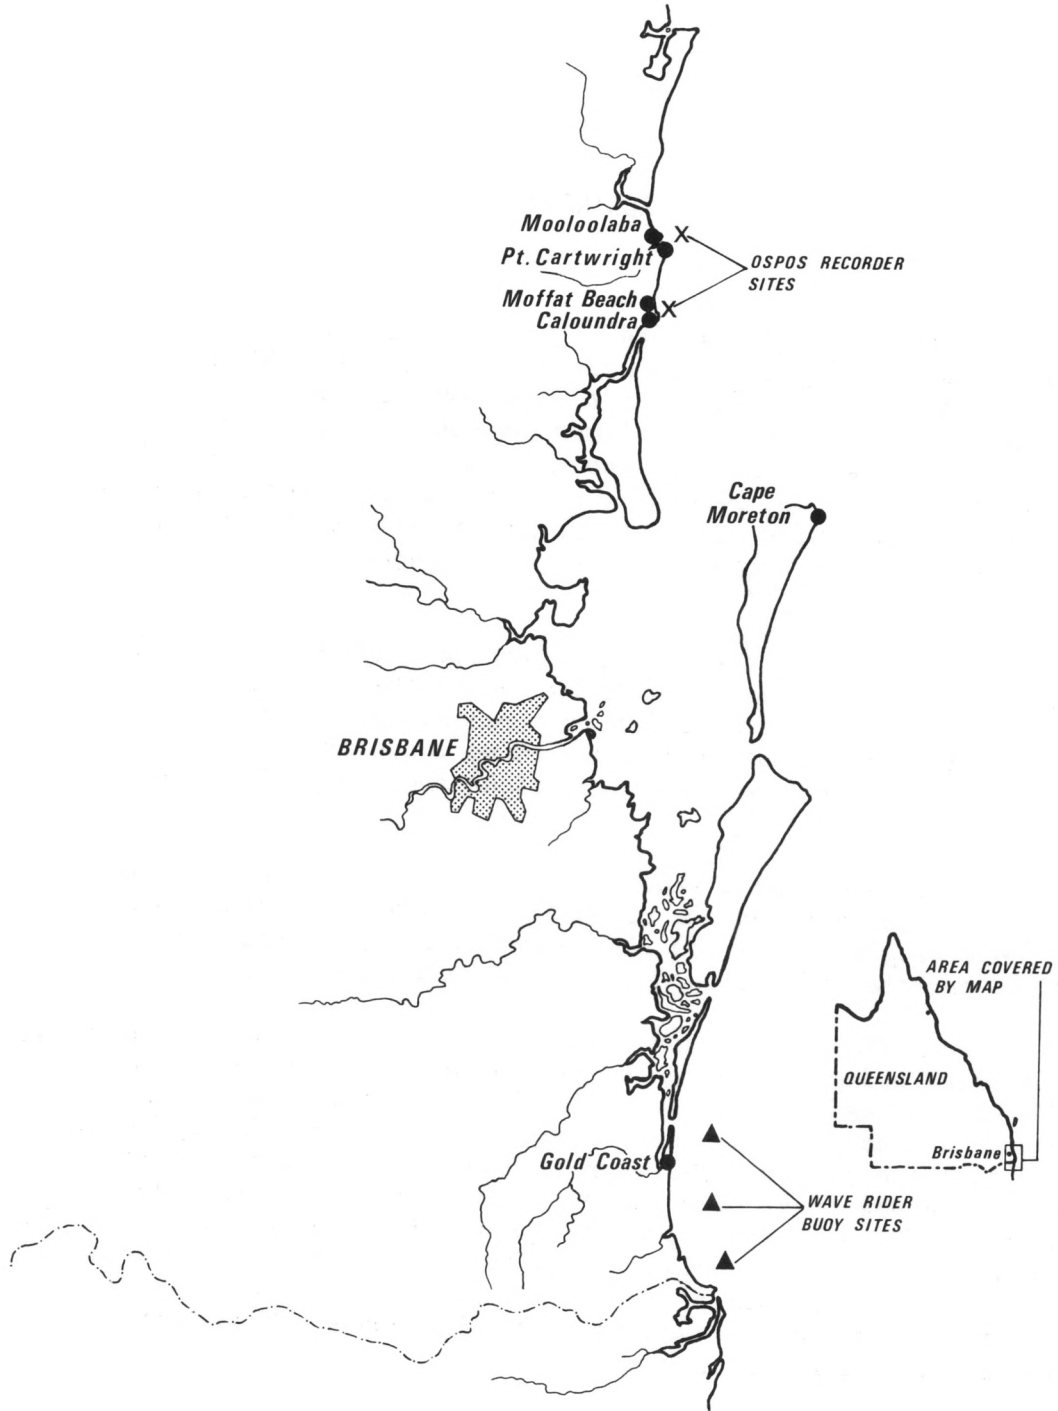 Mooloolaba
Pt. Cartwright
OSPOS RECORDER
SITES
Moffat Beach
Caloundra
X
X
Cape
Moreton
BRISBANE
AREA COVERED
BY MAP
QUEENSLAND
Brisbane
Gold Coast
WAVE RIDER
BUOY SITES